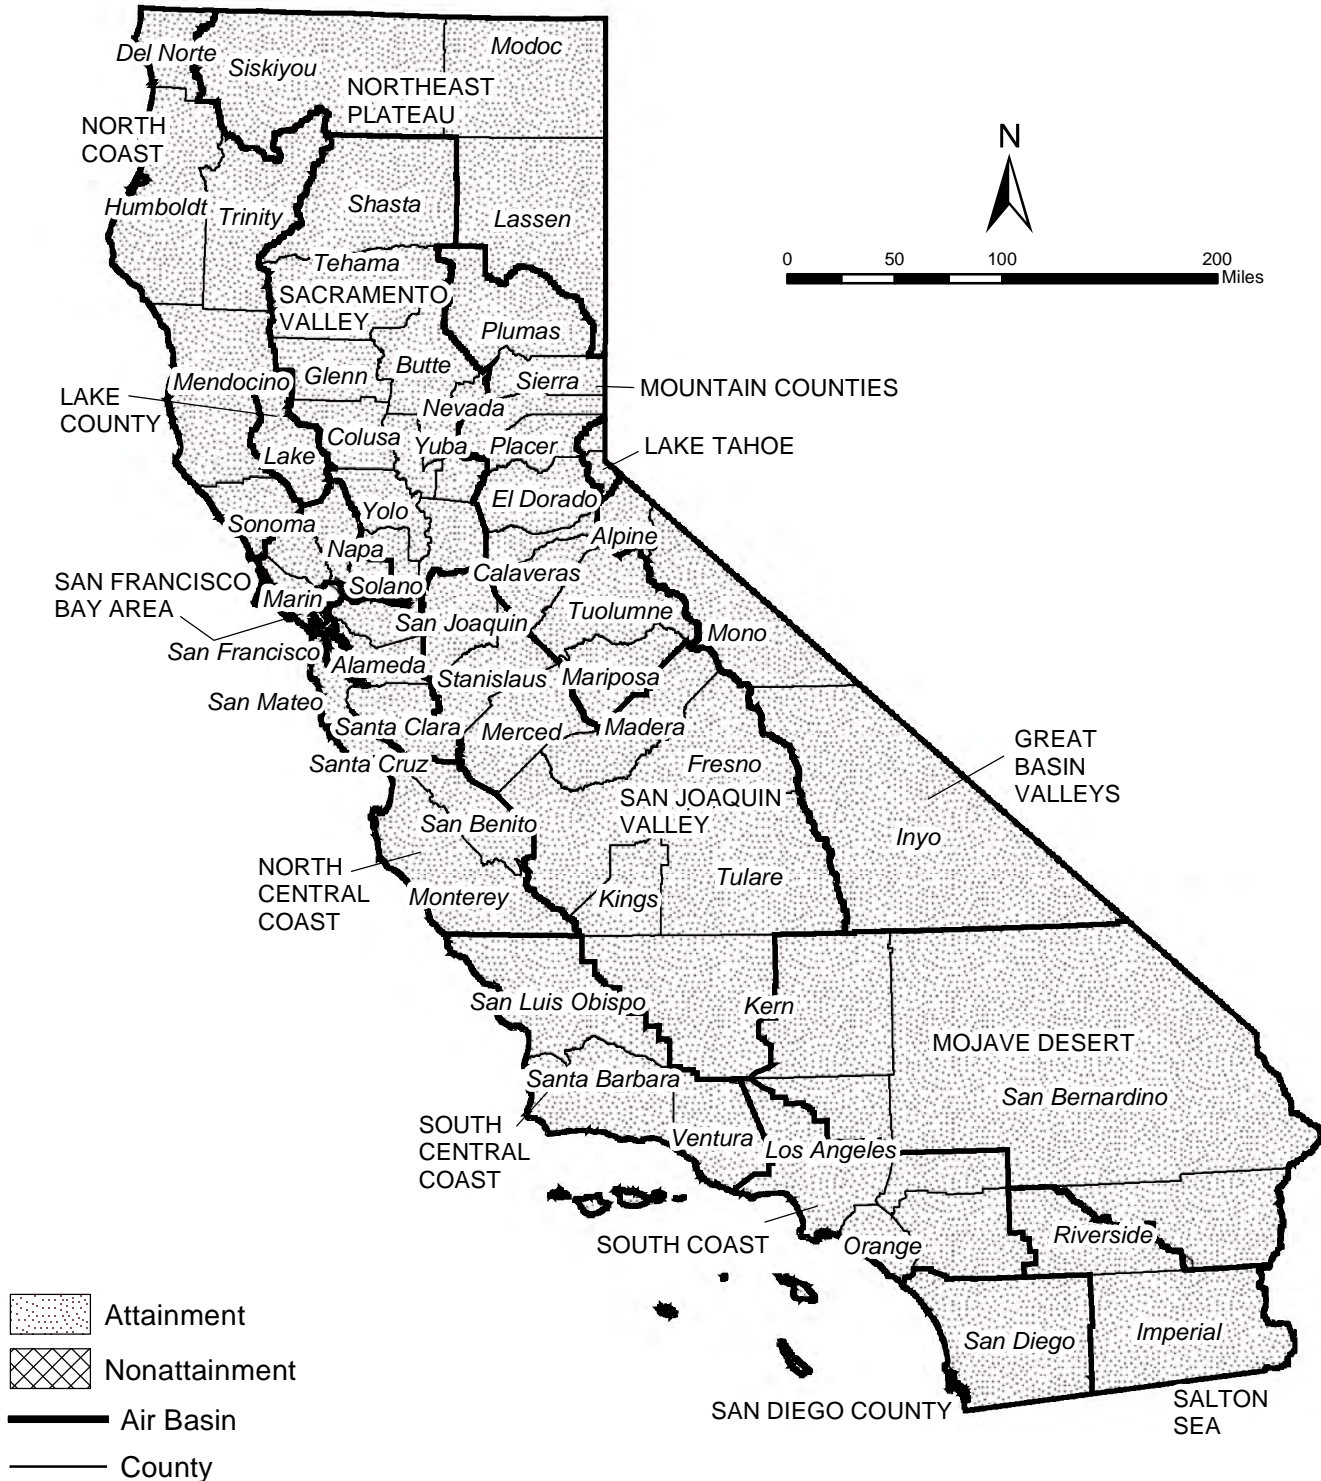 Del Norte
Siskiyou
Modoc
NORTHEAST
PLATEAU
NORTH
COAST
N
Humboldt
Trinity
Shasta
Lassen
0 50 100 200
Miles
Tehama
SACRAMENTO
VALLEY
Plumas
Butte
Glenn
Sierra
Mendocino
MOUNTAIN COUNTIES
LAKE
COUNTY
Nevada
Colusa
Yuba
Placer
LAKE TAHOE
Lake
El Dorado
Yolo
Sonoma
Alpine
Napa
Calaveras
SAN FRANCISCO
BAY AREA
Solano
Marin
Tuolumne
San Joaquin
Mono
San Francisco
Alameda
Stanislaus
Mariposa
San Mateo
Santa Clara
Merced
Madera
GREAT
BASIN
VALLEYS
Santa Cruz
Fresno
SAN JOAQUIN
VALLEY
San Benito
Inyo
NORTH
CENTRAL
COAST
Monterey
Kings
Tulare
San Luis Obispo
Kern
MOJAVE DESERT
Santa Barbara
San Bernardino
SOUTH
CENTRAL
COAST
Ventura
Los Angeles
SOUTH COAST
Orange
Riverside
Attainment
Nonattainment
Air Basin
County
San Diego
Imperial
SAN DIEGO COUNTY
SALTON
SEA